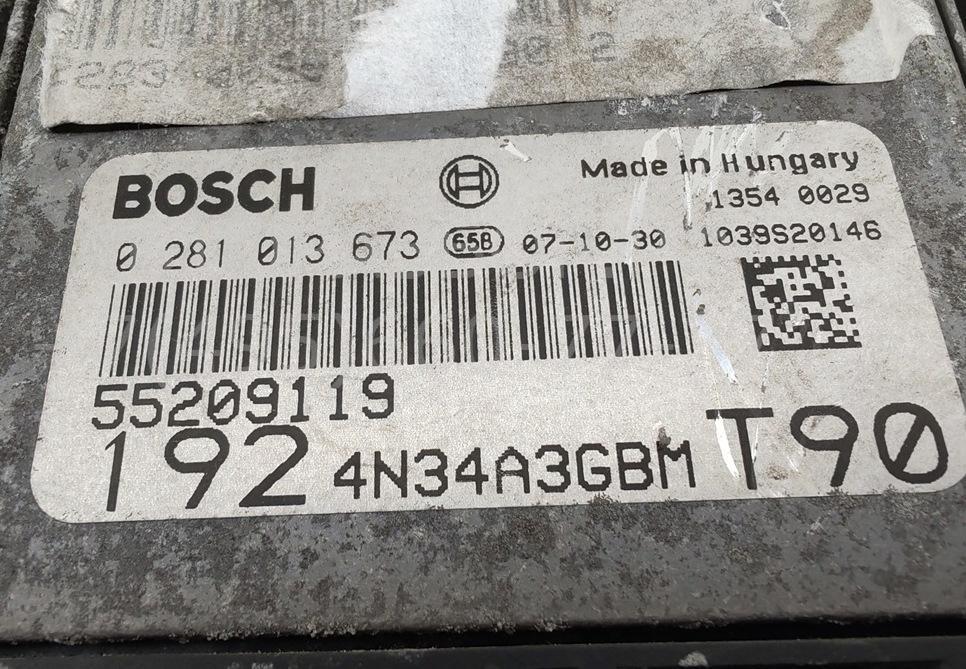 BOSCH Made in Hungary
1354 0029
0 281 013 673 65B 07-10-30 1039S20146
55209119
192 4N34A3GBM T90